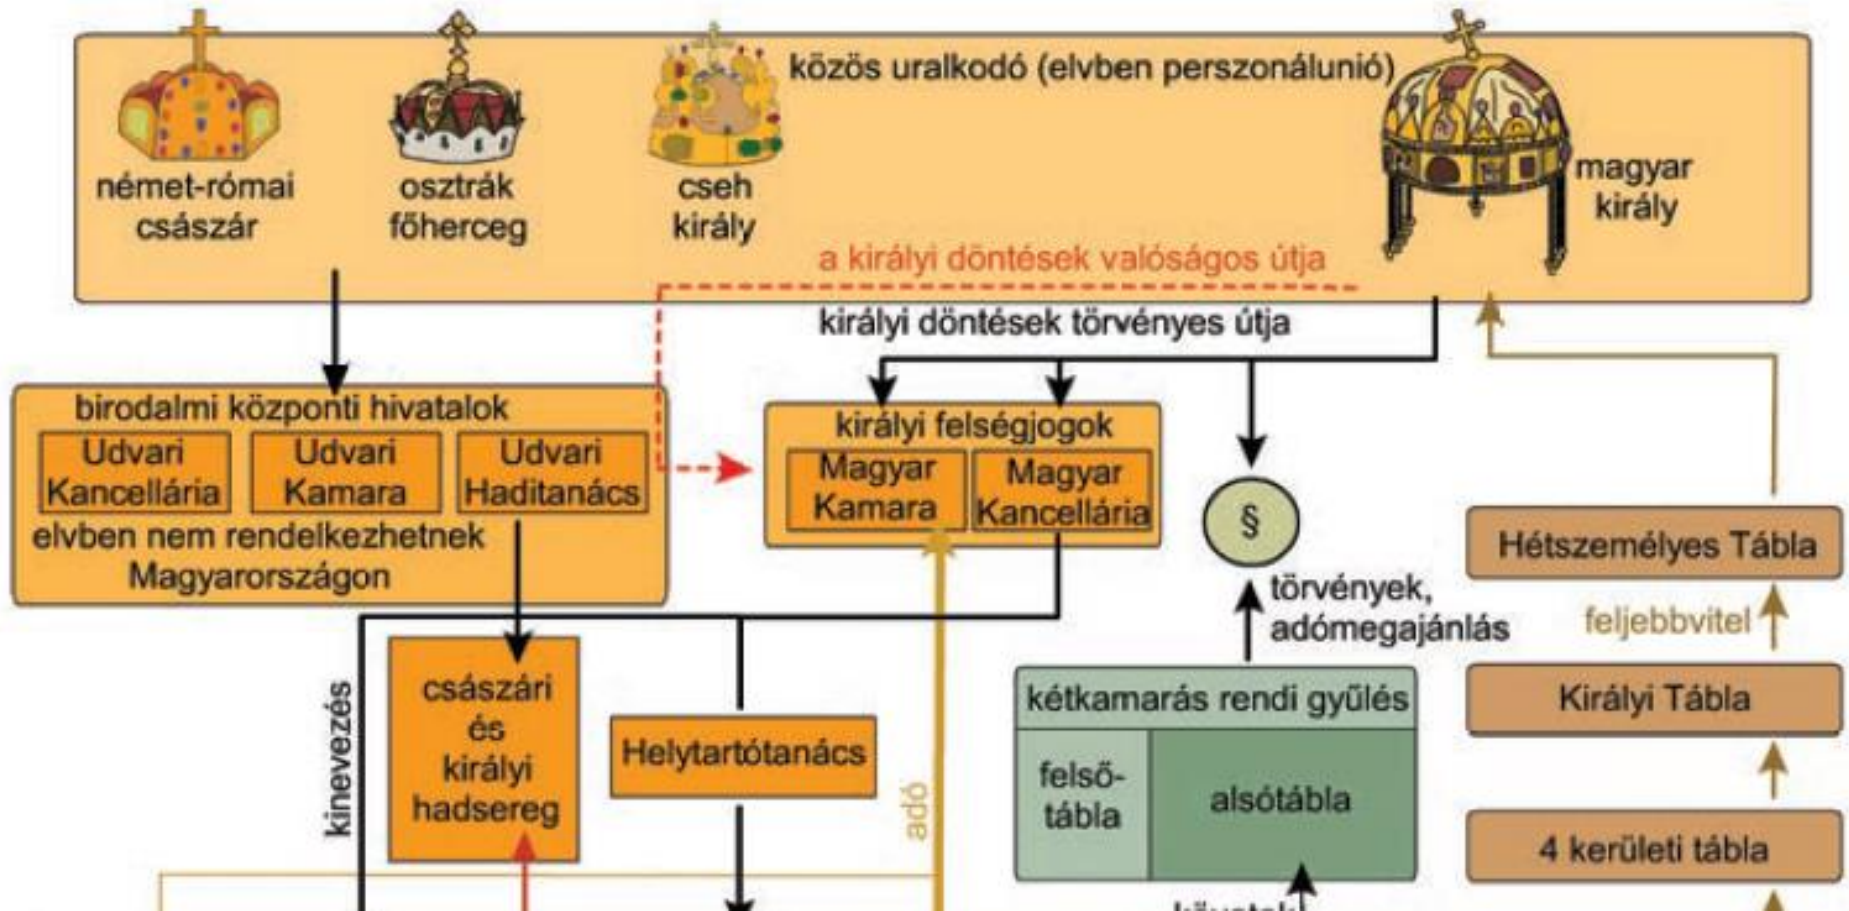 közös uralkodó (elvben perszonálunió)
német-római
császár
osztrák
főherceg
cseh
király
magyar
király
a királyi döntések valóságos útja
királyi döntések törvényes útja
birodalmi központi hivatalok
Udvari
Kancellária
Udvari
Kamara
Udvari
Haditanács
elvben nem rendelkezhetnek
Magyarországon
királyi felségjogok
Magyar
Kamara
Magyar
Kancellária
§
törvények,
adómegajánlás
Hétszemélyes Tábla
feljebbvitel
Királyi Tábla
4 kerületi tábla
kinevezés
császári
és
királyi
hadsereg
Helytartótanács
adó
kétkamarás rendi gyűlés
felső-
tábla
alsótábla